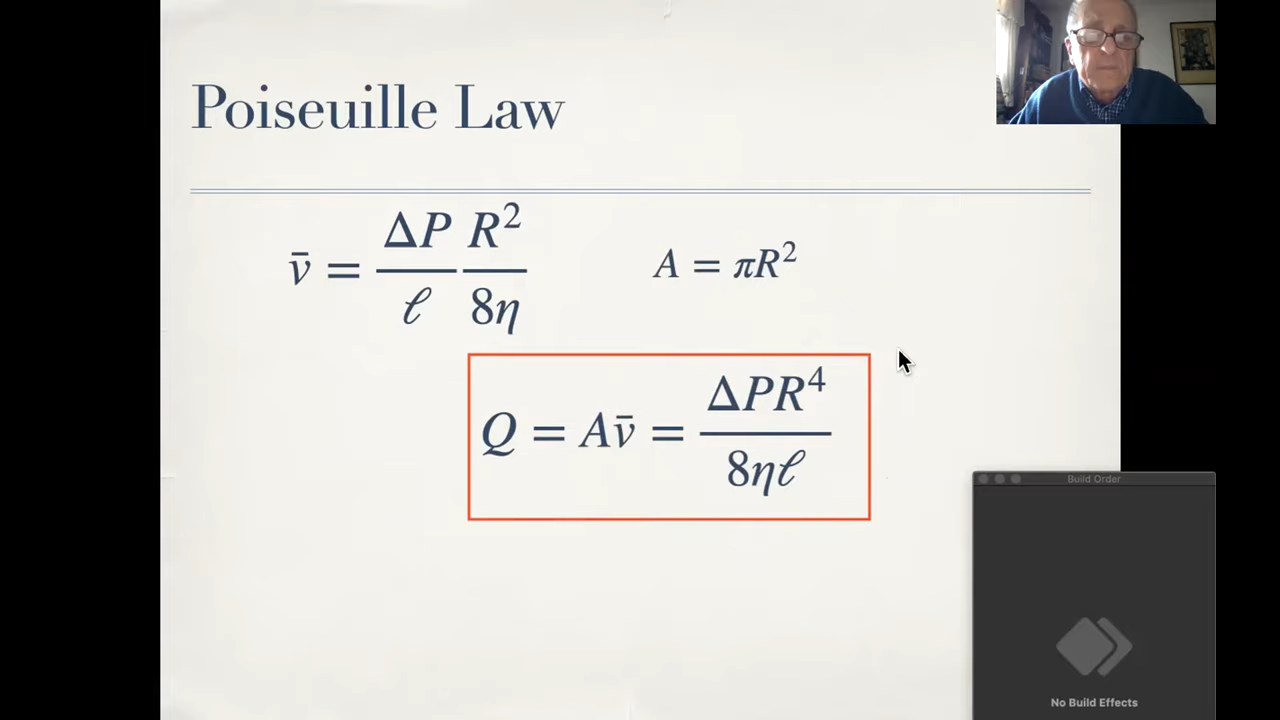 Poiseuille Law
v̄ = ΔP/ℓ R²/8η
A = πR²
Q = Av̄ = ΔPR⁴/8ηℓ
Build Order
No Build Effects